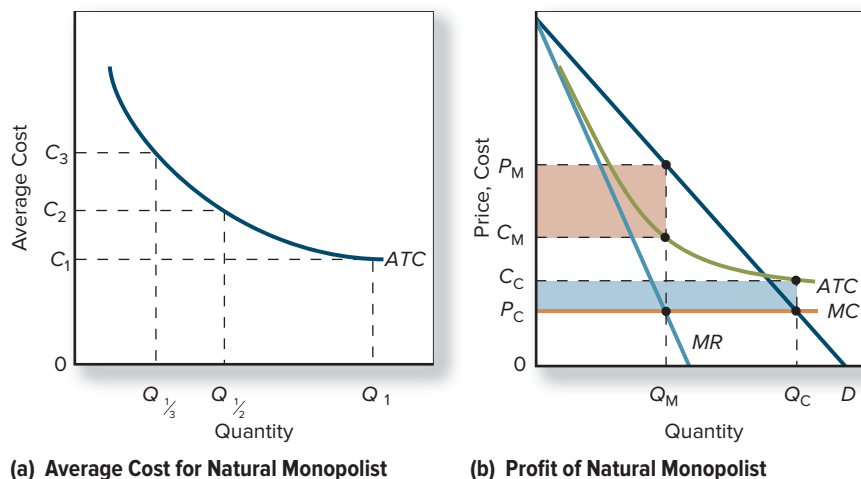 Average Cost
C3
C2
C1
0
ATC
Q 1/3
Q 1/2
Q 1
Quantity
(a) Average Cost for Natural Monopolist
Price, Cost
PM
CM
CC
PC
0
ATC
MC
MR
QM
QC
D
Quantity
(b) Profit of Natural Monopolist